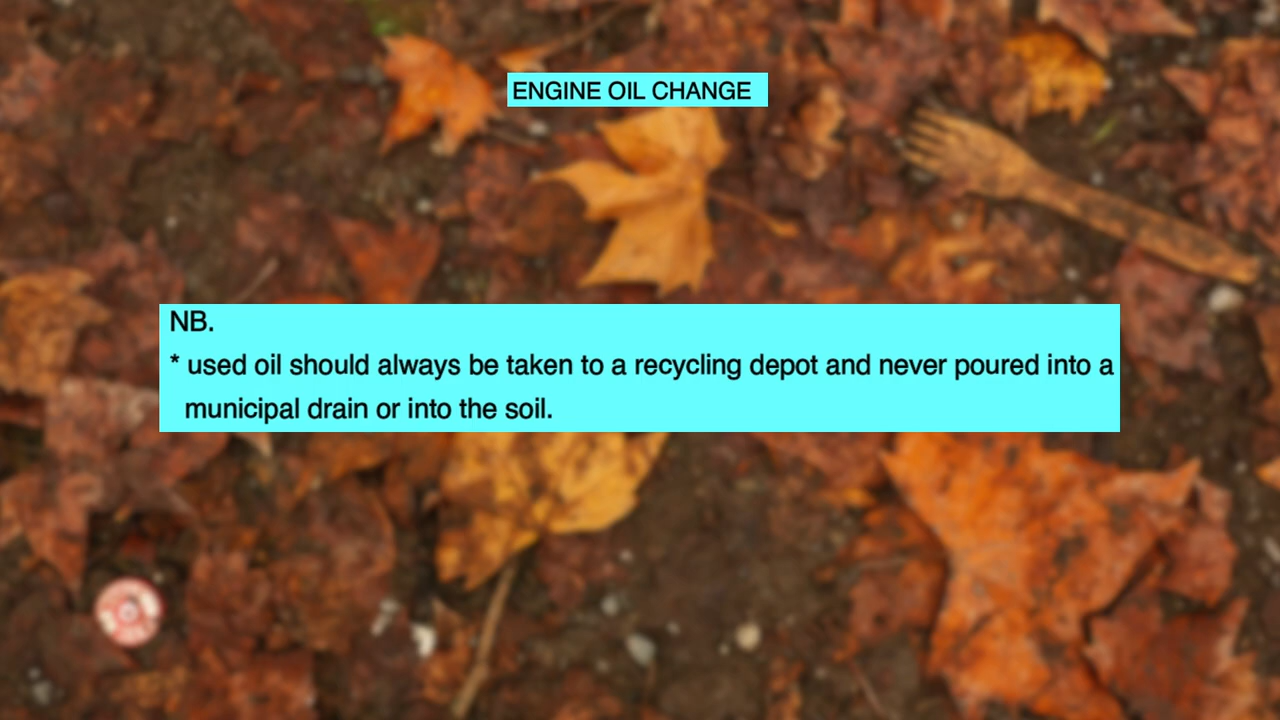 ENGINE OIL CHANGE
NB.
* used oil should always be taken to a recycling depot and never poured into a
municipal drain or into the soil.